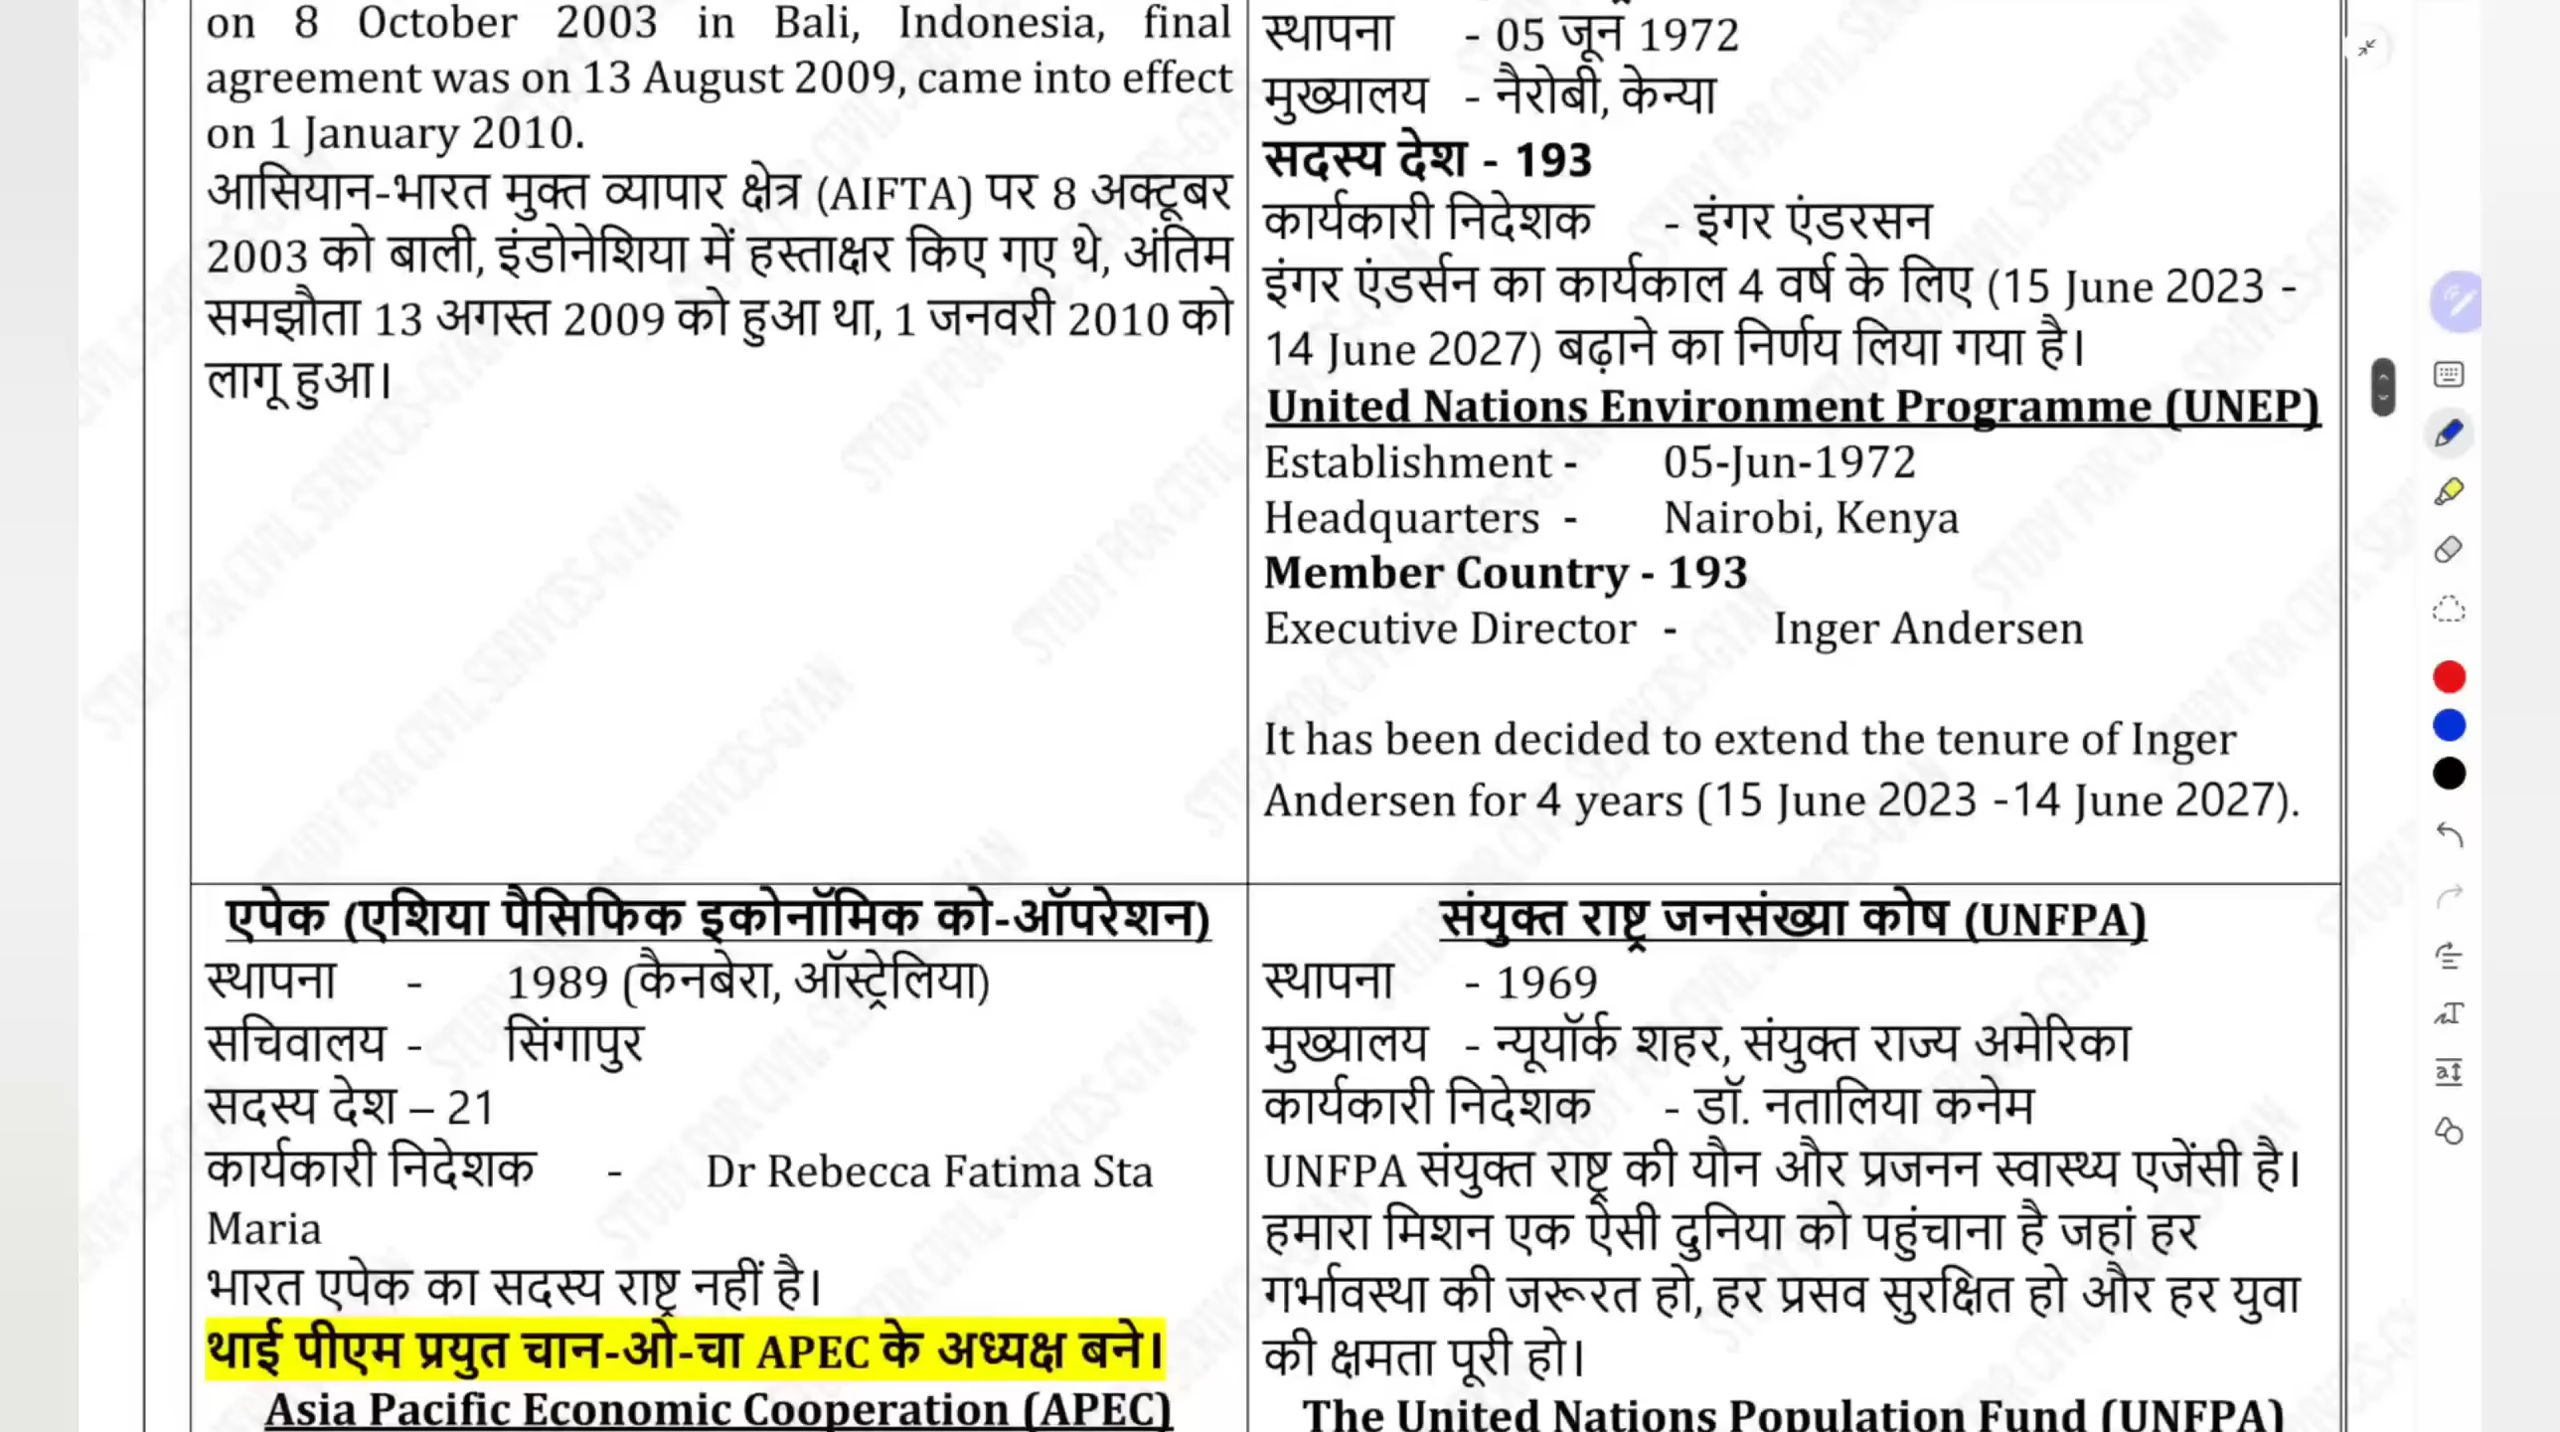 on 8 October 2003 in Bali, Indonesia, final
agreement was on 13 August 2009, came into effect
on 1 January 2010.
आसियान-भारत मुक्त व्यापार क्षेत्र (AIFTA) पर 8 अक्टूबर
2003 को बाली, इंडोनेशिया में हस्ताक्षर किए गए थे, अंतिम
समझौता 13 अगस्त 2009 को हुआ था, 1 जनवरी 2010 को
लागू हुआ।
स्थापना - 05 जून 1972
मुख्यालय - नैरोबी, केन्या
सदस्य देश - 193
कार्यकारी निदेशक - इंगर एंडरसन
इंगर एंडर्सन का कार्यकाल 4 वर्ष के लिए (15 June 2023 -
14 June 2027) बढ़ाने का निर्णय लिया गया है।
United Nations Environment Programme (UNEP)
Establishment - 05-Jun-1972
Headquarters - Nairobi, Kenya
Member Country - 193
Executive Director - Inger Andersen
It has been decided to extend the tenure of Inger
Andersen for 4 years (15 June 2023 -14 June 2027).
एपेक (एशिया पैसिफिक इकोनॉमिक को-ऑपरेशन)
स्थापना - 1989 (कैनबेरा, ऑस्ट्रेलिया)
सचिवालय - सिंगापुर
सदस्य देश – 21
कार्यकारी निदेशक - Dr Rebecca Fatima Sta
Maria
भारत एपेक का सदस्य राष्ट्र नहीं है।
थाई पीएम प्रयुत चान-ओ-चा APEC के अध्यक्ष बने।
Asia Pacific Economic Cooperation (APEC)
संयुक्त राष्ट्र जनसंख्या कोष (UNFPA)
स्थापना - 1969
मुख्यालय - न्यूयॉर्क शहर, संयुक्त राज्य अमेरिका
कार्यकारी निदेशक - डॉ. नतालिया कनेम
UNFPA संयुक्त राष्ट्र की यौन और प्रजनन स्वास्थ्य एजेंसी है।
हमारा मिशन एक ऐसी दुनिया को पहुंचाना है जहां हर
गर्भावस्था की जरूरत हो, हर प्रसव सुरक्षित हो और हर युवा
की क्षमता पूरी हो।
The United Nations Population Fund (UNFPA)
STUDY FOR CIVIL SERIVCES-GYAN